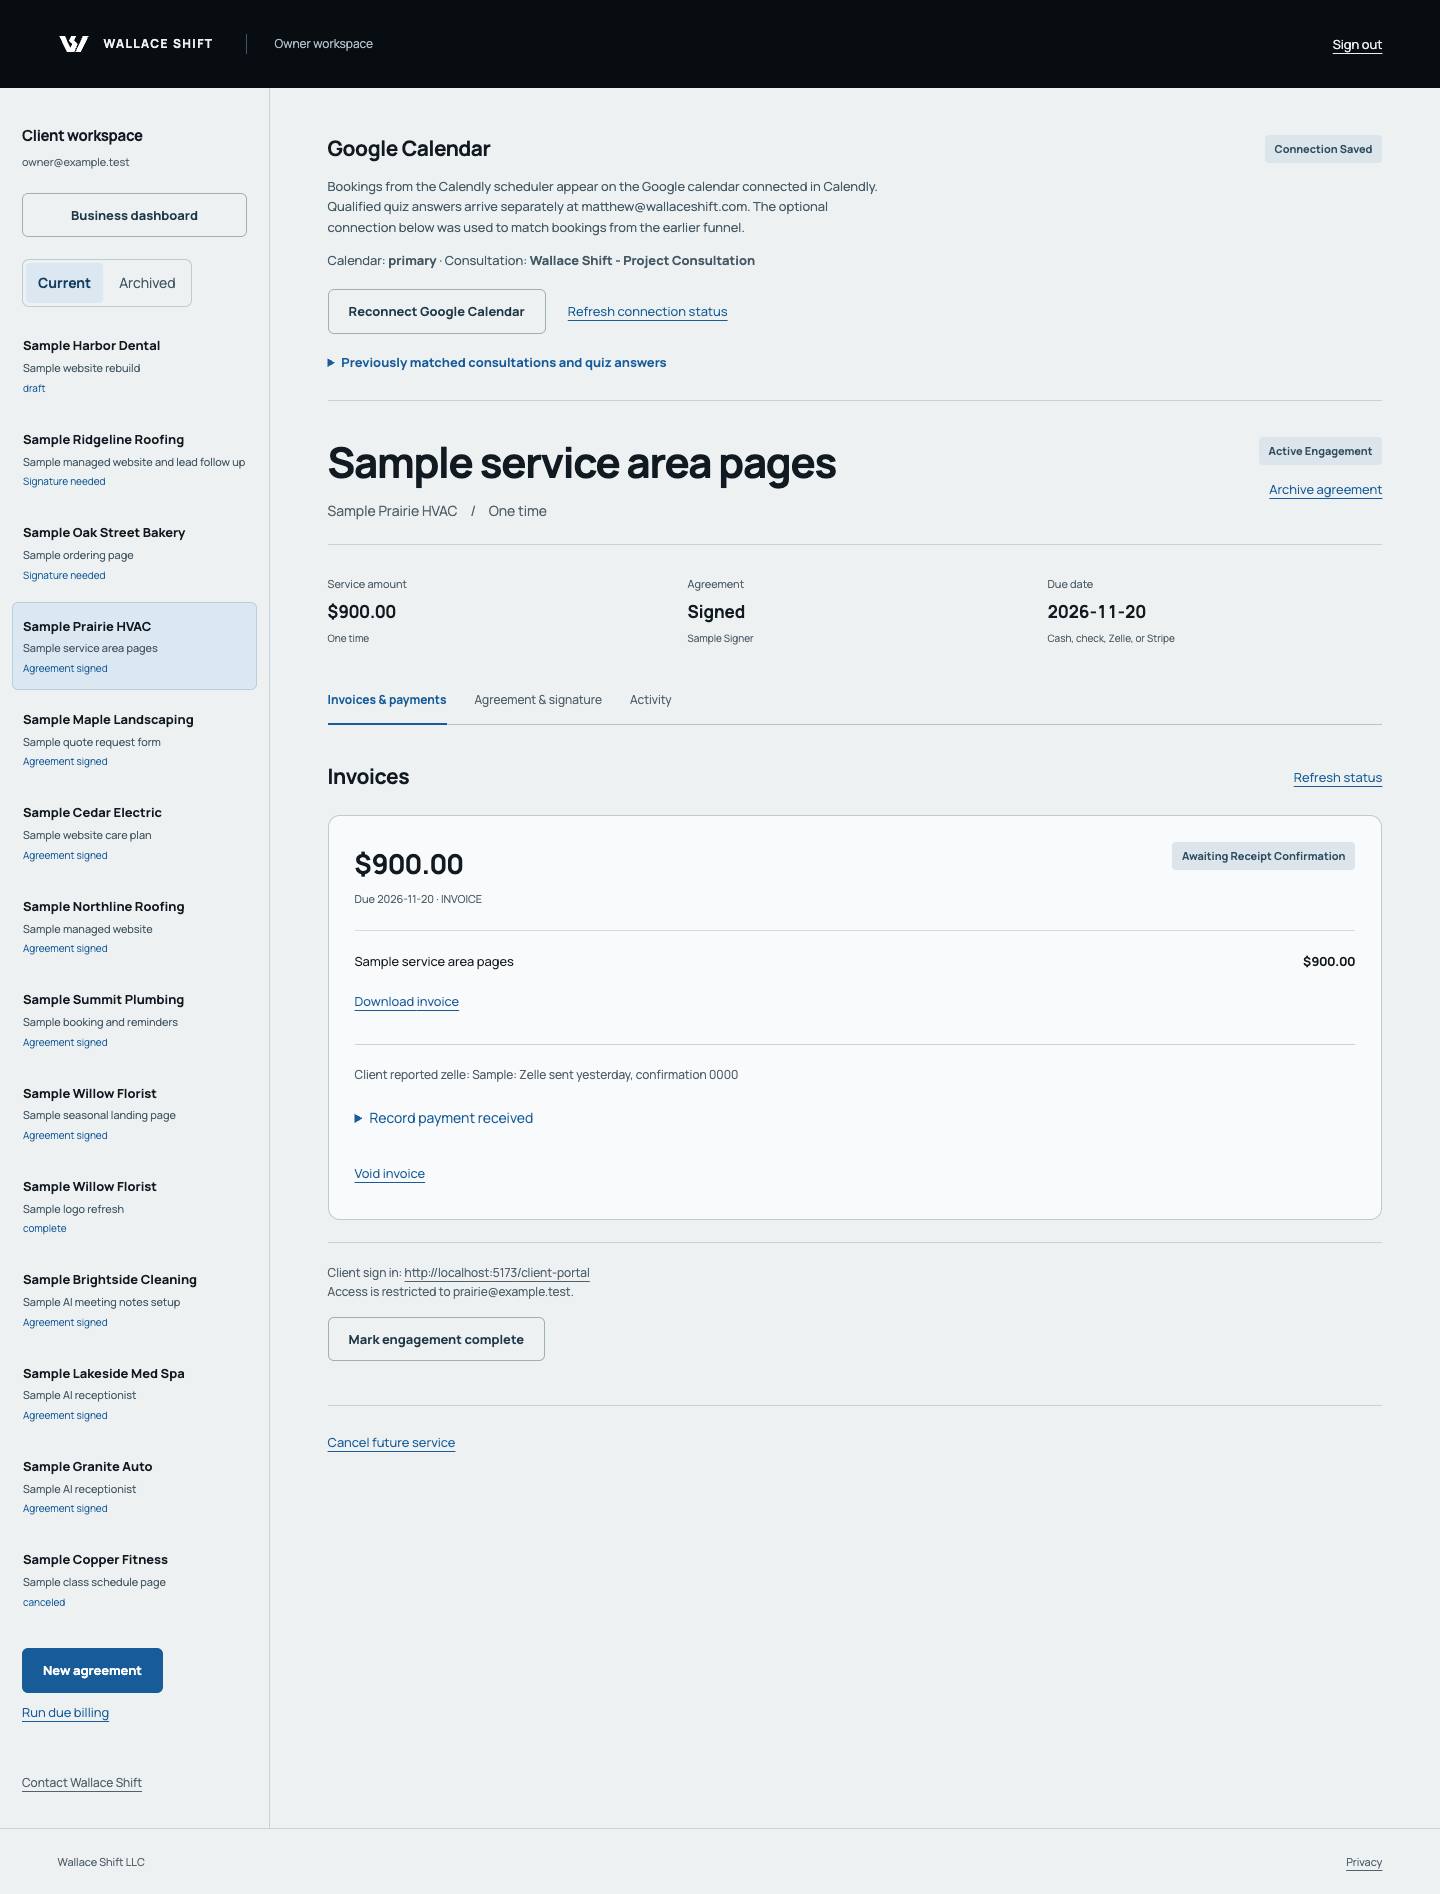 WALLACE SHIFT
Owner workspace
Sign out
Client workspace
owner@example.test
Business dashboard
Current
Archived
Sample Harbor Dental
Sample website rebuild
draft
Sample Ridgeline Roofing
Sample managed website and lead follow up
Signature needed
Sample Oak Street Bakery
Sample ordering page
Signature needed
Sample Prairie HVAC
Sample service area pages
Agreement signed
Sample Maple Landscaping
Sample quote request form
Agreement signed
Sample Cedar Electric
Sample website care plan
Agreement signed
Sample Northline Roofing
Sample managed website
Agreement signed
Sample Summit Plumbing
Sample booking and reminders
Agreement signed
Sample Willow Florist
Sample seasonal landing page
Agreement signed
Sample Willow Florist
Sample logo refresh
complete
Sample Brightside Cleaning
Sample AI meeting notes setup
Agreement signed
Sample Lakeside Med Spa
Sample AI receptionist
Agreement signed
Sample Granite Auto
Sample AI receptionist
Agreement signed
Sample Copper Fitness
Sample class schedule page
canceled
New agreement
Run due billing
Contact Wallace Shift
Google Calendar
Connection Saved
Bookings from the Calendly scheduler appear on the Google calendar connected in Calendly.
Qualified quiz answers arrive separately at matthew@wallaceshift.com. The optional
connection below was used to match bookings from the earlier funnel.
Calendar: primary · Consultation: Wallace Shift - Project Consultation
Reconnect Google Calendar
Refresh connection status
Previously matched consultations and quiz answers
Sample service area pages
Active Engagement
Archive agreement
Sample Prairie HVAC / One time
Service amount
$900.00
One time
Agreement
Signed
Sample Signer
Due date
2026-11-20
Cash, check, Zelle, or Stripe
Invoices & payments
Agreement & signature
Activity
Invoices
Refresh status
$900.00
Awaiting Receipt Confirmation
Due 2026-11-20 · INVOICE
Sample service area pages
$900.00
Download invoice
Client reported zelle: Sample: Zelle sent yesterday, confirmation 0000
Record payment received
Void invoice
Client sign in: http://localhost:5173/client-portal
Access is restricted to prairie@example.test.
Mark engagement complete
Cancel future service
Wallace Shift LLC
Privacy